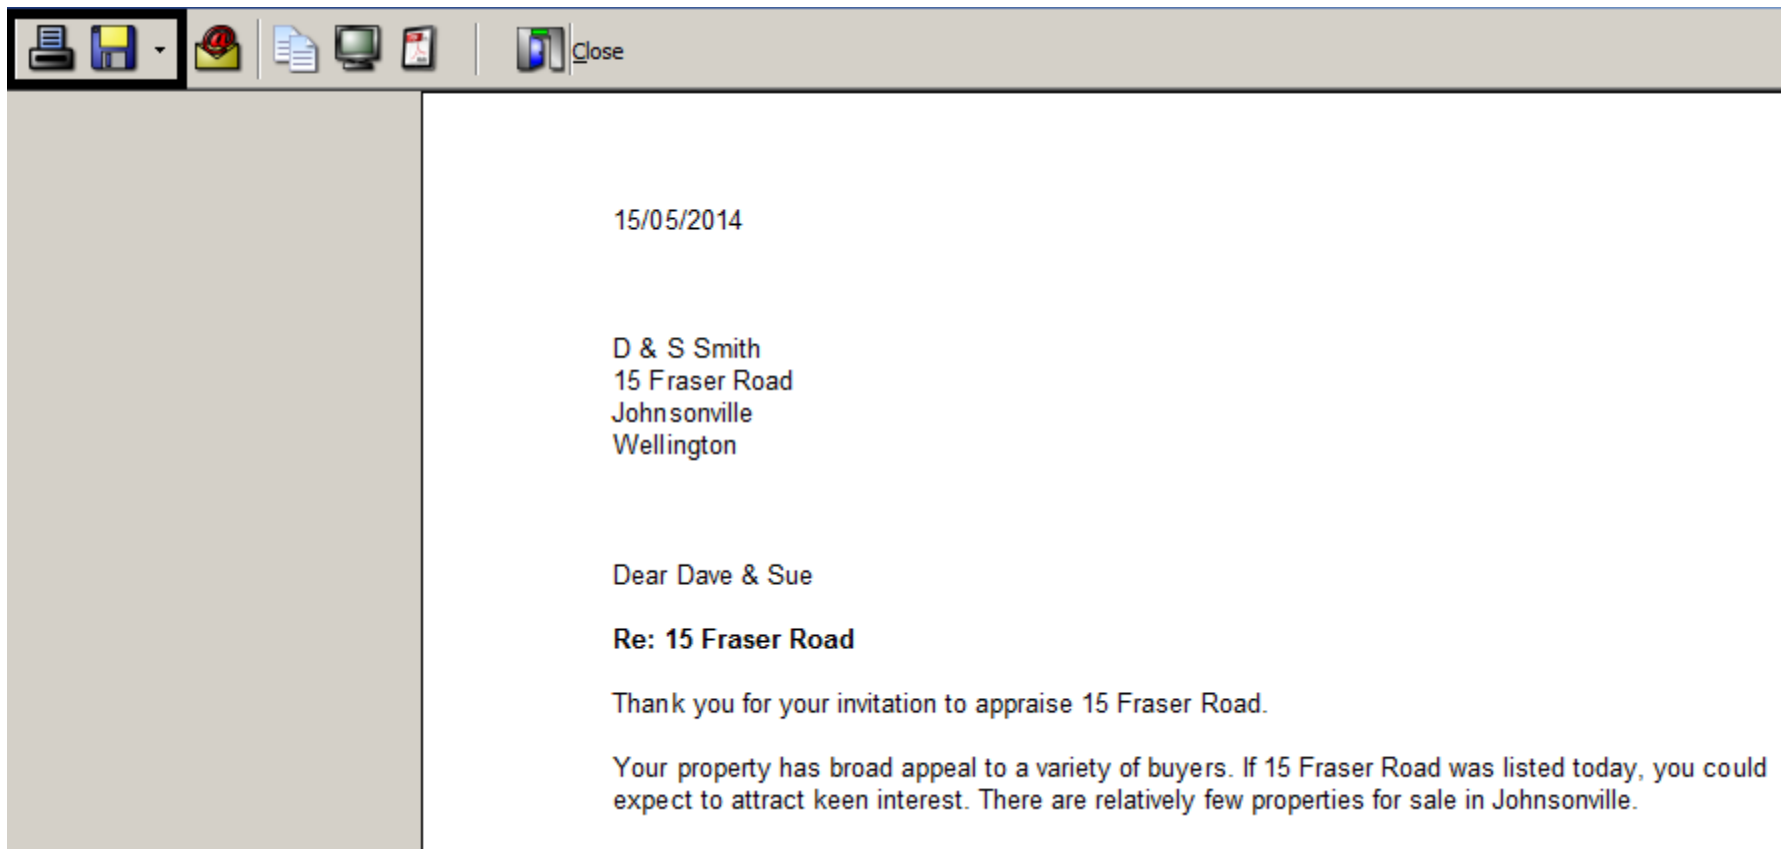 Close
15/05/2014
D & S Smith
15 Fraser Road
Johnsonville
Wellington
Dear Dave & Sue
Re: 15 Fraser Road
Thank you for your invitation to appraise 15 Fraser Road.
Your property has broad appeal to a variety of buyers. If 15 Fraser Road was listed today, you could
expect to attract keen interest. There are relatively few properties for sale in Johnsonville.